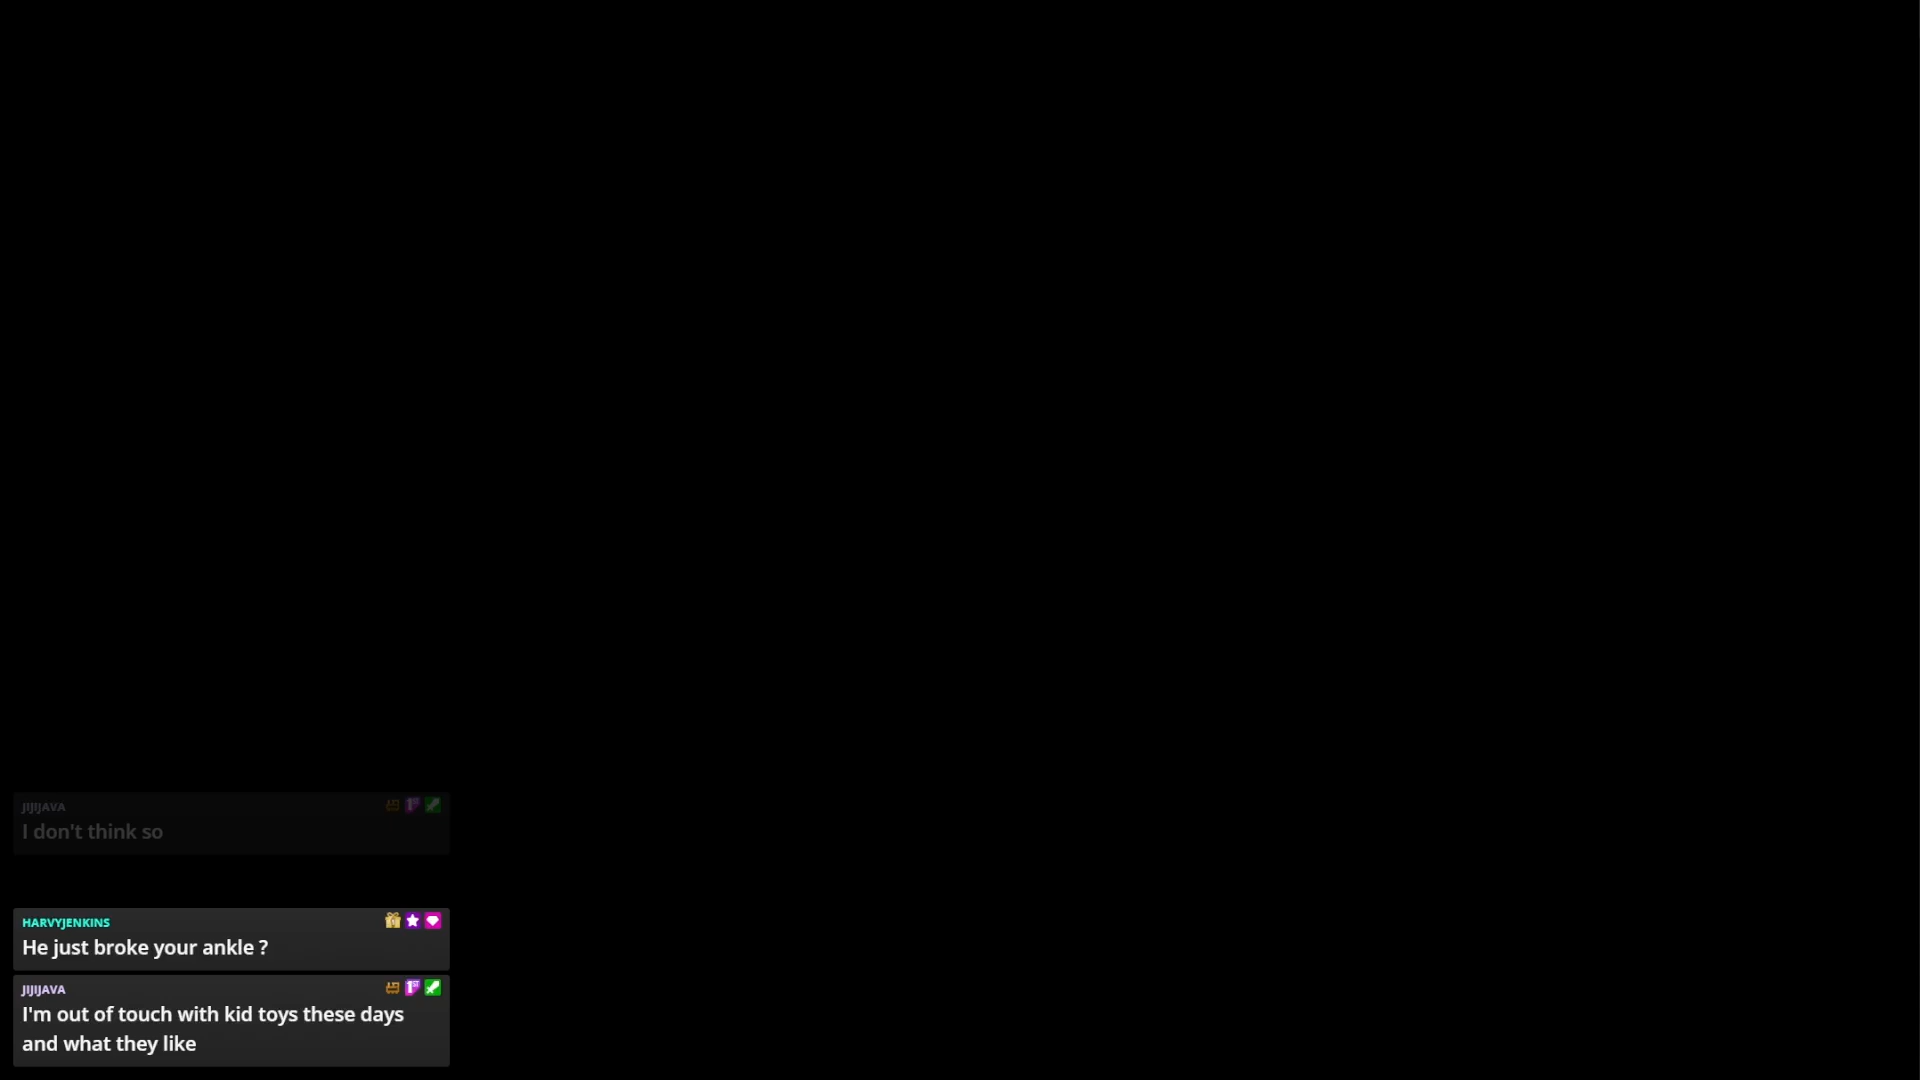 JIJIJAVA
I don't think so
HARVYJENKINS
He just broke your ankle ?
JIJIJAVA
1ST
I'm out of touch with kid toys these days
and what they like